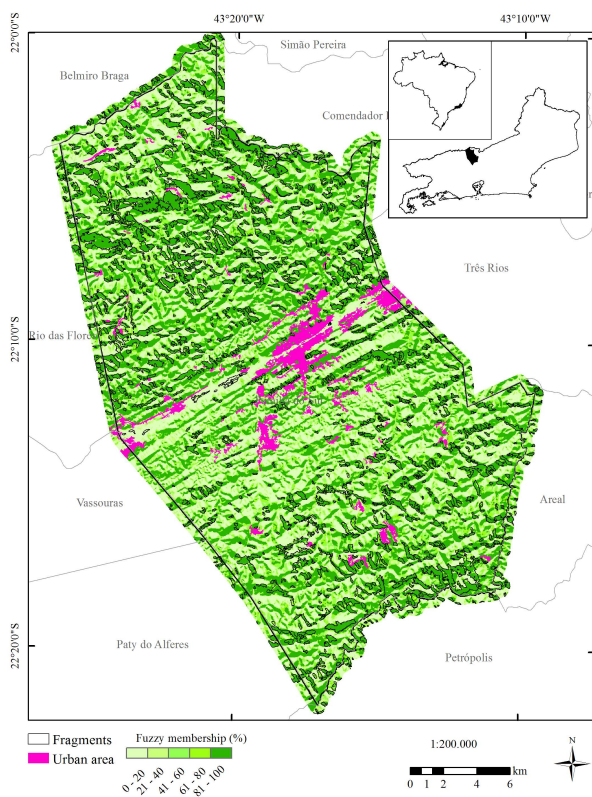 43°20'0"W
43°10'0"W
22°0'0"S
Simão Pereira
Belmiro Braga
Comendador
Três Rios
22°10'0"S
Rio das Flores
Vassouras
Areal
22°20'0"S
Paty do Alferes
Petrópolis
Fragments
Urban area
Fuzzy membership (%)
0 - 20
21 - 40
41 - 60
61 - 80
81 - 100
1:200.000
0 1 2 4 6 km
N